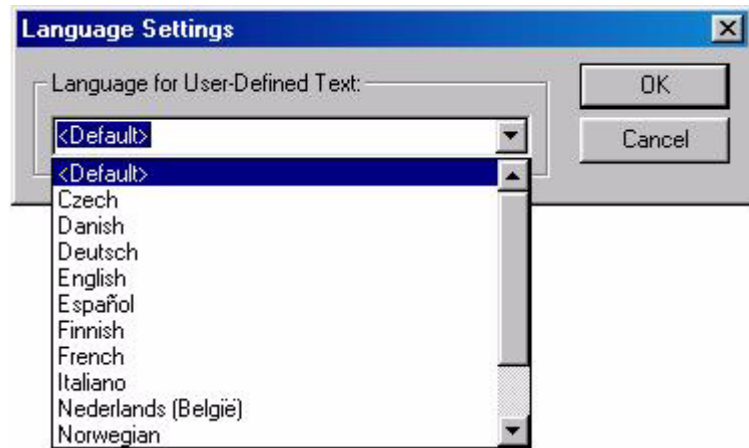 Language Settings
Language for User-Defined Text:
OK
<Default>
Cancel
<Default>
Czech
Danish
Deutsch
English
Español
Finnish
French
Italiano
Nederlands (België)
Norwegian